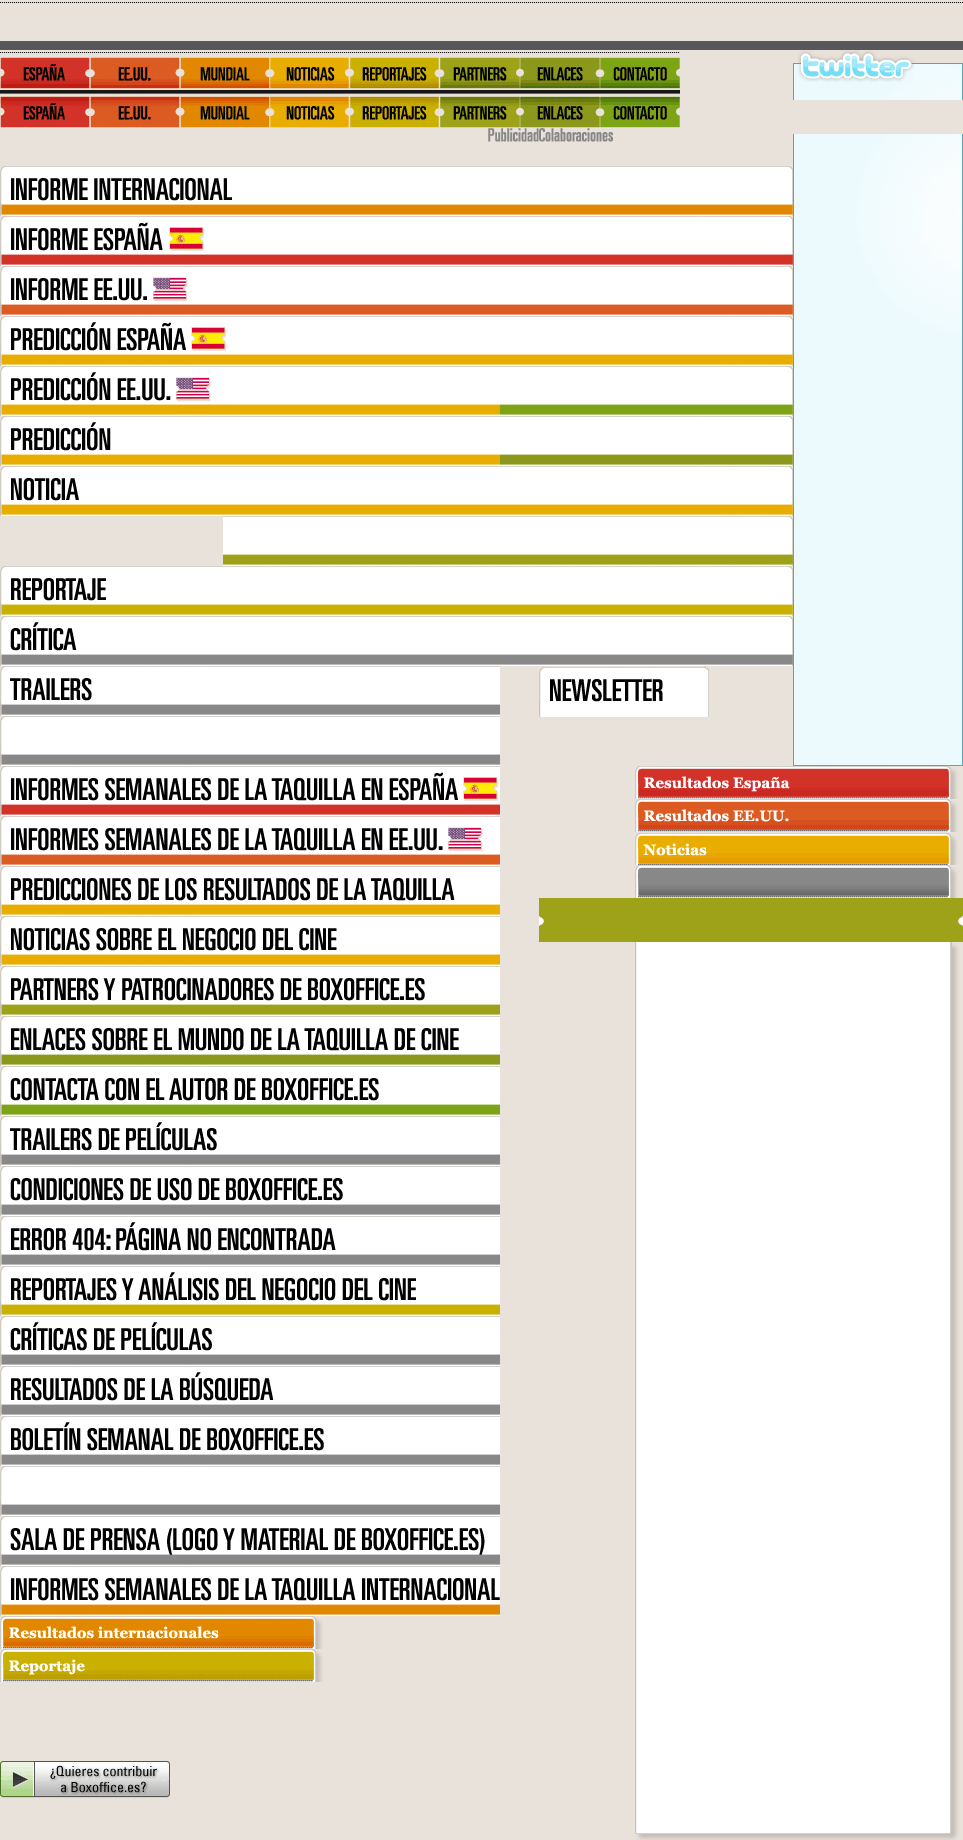 ESPAÑA EE.UU. MUNDIAL NOTICIAS REPORTAJES PARTNERS ENLACES CONTACTO
twitter
ESPAÑA EE.UU. MUNDIAL NOTICIAS REPORTAJES PARTNERS ENLACES CONTACTO
PublicidadColaboraciones
INFORME INTERNACIONAL
INFORME ESPAÑA
INFORME EE.UU.
PREDICCIÓN ESPAÑA
PREDICCIÓN EE.UU.
PREDICCIÓN
NOTICIA
REPORTAJE
CRÍTICA
TRAILERS
NEWSLETTER
INFORMES SEMANALES DE LA TAQUILLA EN ESPAÑA
Resultados España
INFORMES SEMANALES DE LA TAQUILLA EN EE.UU.
Resultados EE.UU.
Noticias
PREDICCIONES DE LOS RESULTADOS DE LA TAQUILLA
NOTICIAS SOBRE EL NEGOCIO DEL CINE
PARTNERS Y PATROCINADORES DE BOXOFFICE.ES
ENLACES SOBRE EL MUNDO DE LA TAQUILLA DE CINE
CONTACTA CON EL AUTOR DE BOXOFFICE.ES
TRAILERS DE PELÍCULAS
CONDICIONES DE USO DE BOXOFFICE.ES
ERROR 404: PÁGINA NO ENCONTRADA
REPORTAJES Y ANÁLISIS DEL NEGOCIO DEL CINE
CRÍTICAS DE PELÍCULAS
RESULTADOS DE LA BÚSQUEDA
BOLETÍN SEMANAL DE BOXOFFICE.ES
SALA DE PRENSA (LOGO Y MATERIAL DE BOXOFFICE.ES)
INFORMES SEMANALES DE LA TAQUILLA INTERNACIONAL
Resultados internacionales
Reportaje
¿Quieres contribuir
a Boxoffice.es?